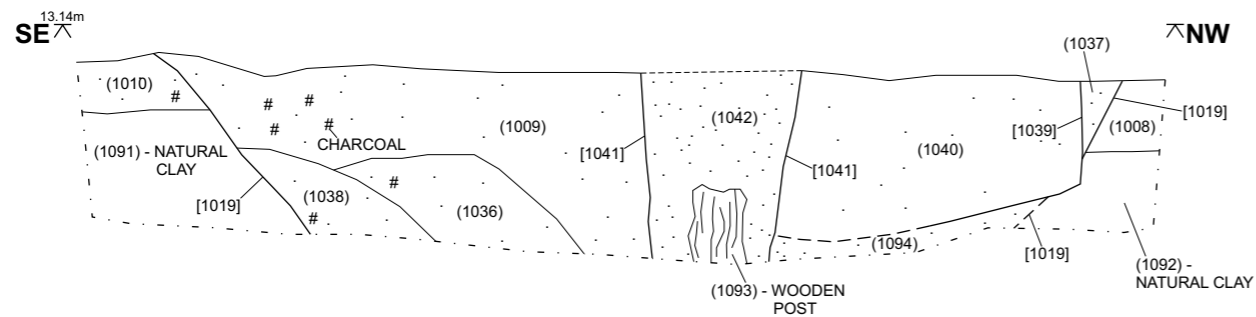 13.14m
SE
NW
(1037)
(1010)
#
#
#
#
#
CHARCOAL
(1009)
(1042)
[1019]
[1039]
(1008)
(1091) - NATURAL
CLAY
[1041]
[1041]
(1040)
[1019]
(1038)
#
#
(1036)
(1094)
[1019]
(1093) - WOODEN
POST
(1092) -
NATURAL CLAY